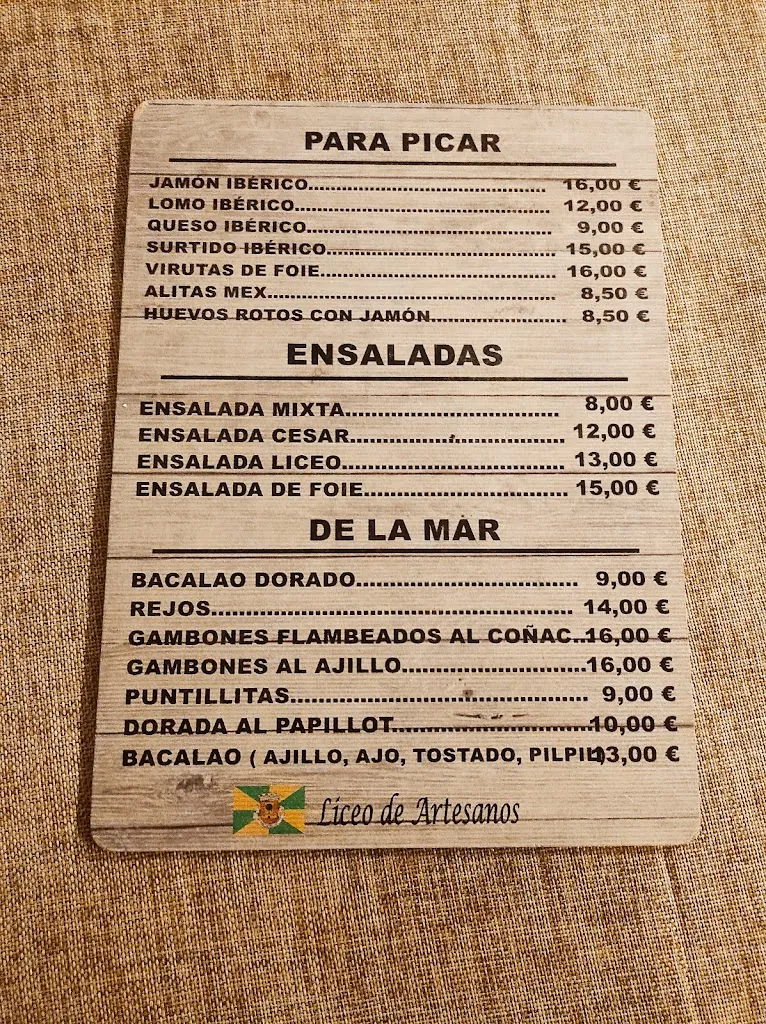 PARA PICAR
JAMÓN IBÉRICO............................................. 16,00 €
LOMO IBÉRICO................................................ 12,00 €
QUESO IBÉRICO.............................................. 9,00 €
SURTIDO IBÉRICO........................................... 15,00 €
VIRUTAS DE FOIE............................................ 16,00 €
ALITAS MEX...................................................... 8,50 €
HUEVOS ROTOS CON JAMÓN.......................... 8,50 €
ENSALADAS
ENSALADA MIXTA.................................... 8,00 €
ENSALADA CESAR.................................... 12,00 €
ENSALADA LICEO..................................... 13,00 €
ENSALADA DE FOIE................................. 15,00 €
DE LA MAR
BACALAO DORADO..................................... 9,00 €
REJOS............................................................ 14,00 €
GAMBONES FLAMBEADOS AL COÑAC..16,00 €
GAMBONES AL AJILLO..............................16,00 €
PUNTILLITAS................................................ 9,00 €
DORADA AL PAPILLOT...............................10,00 €
BACALAO ( AJILLO, AJO, TOSTADO, PILPIL)13,00 €
Liceo de Artesanos